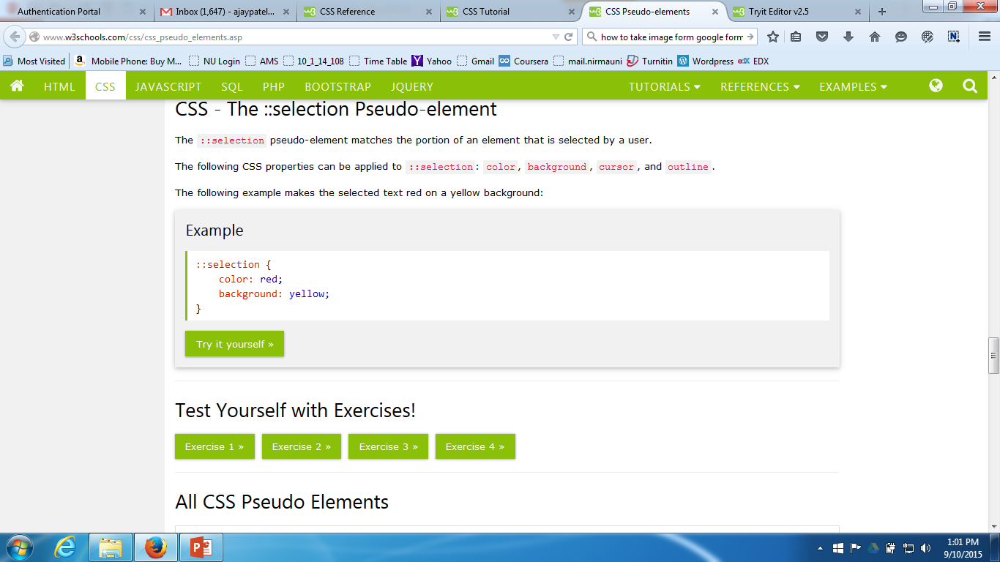 Authentication Portal
Inbox (1,647) - ajaypatel...
CSS Reference
CSS Tutorial
CSS Pseudo-elements
Tryit Editor v2.5
www.w3schools.com/css/css_pseudo_elements.asp
how to take image form google form
Most Visited
Mobile Phone: Buy M...
NU Login
AMS
10_1_14_108
Time Table
Yahoo
Gmail
Coursera
mail.nirmauni
Turnitin
Wordpress
edX EDX
HTML
CSS
JAVASCRIPT
SQL
PHP
BOOTSTRAP
JQUERY
TUTORIALS
REFERENCES
EXAMPLES
CSS - The ::selection Pseudo-element
The ::selection pseudo-element matches the portion of an element that is selected by a user.
The following CSS properties can be applied to ::selection: color, background, cursor, and outline.
The following example makes the selected text red on a yellow background:
Example
::selection {
    color: red;
    background: yellow;
}
Try it yourself »
Test Yourself with Exercises!
Exercise 1 »
Exercise 2 »
Exercise 3 »
Exercise 4 »
All CSS Pseudo Elements
1:01 PM
9/10/2015